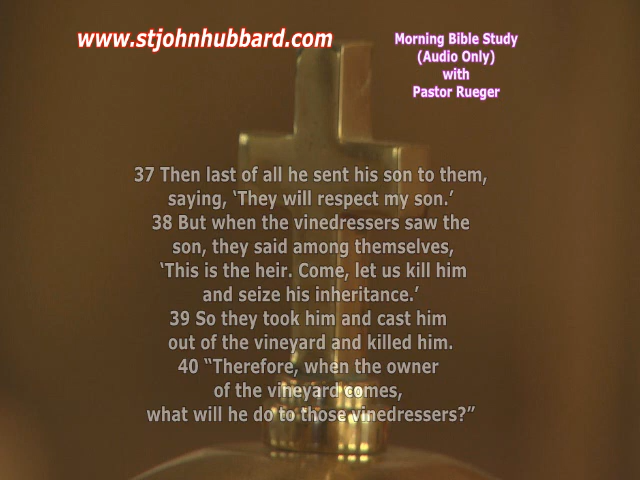 www.stjohnhubbard.com
Morning Bible Study
(Audio Only)
with
Pastor Rueger
37 Then last of all he sent his son to them,
saying, ‘They will respect my son.’
38 But when the vinedressers saw the
son, they said among themselves,
‘This is the heir. Come, let us kill him
and seize his inheritance.’
39 So they took him and cast him
out of the vineyard and killed him.
40 “Therefore, when the owner
of the vineyard comes,
what will he do to those vinedressers?”